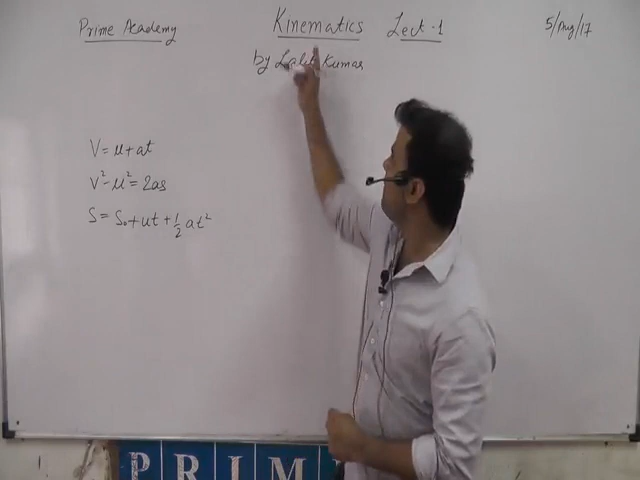 Prime Academy Kinematics Lect-1 5/Aug/17
by Lalit Kumar
V = u + at
V² - u² = 2as
S = S₀ + ut + 1/2 at²
PRIM